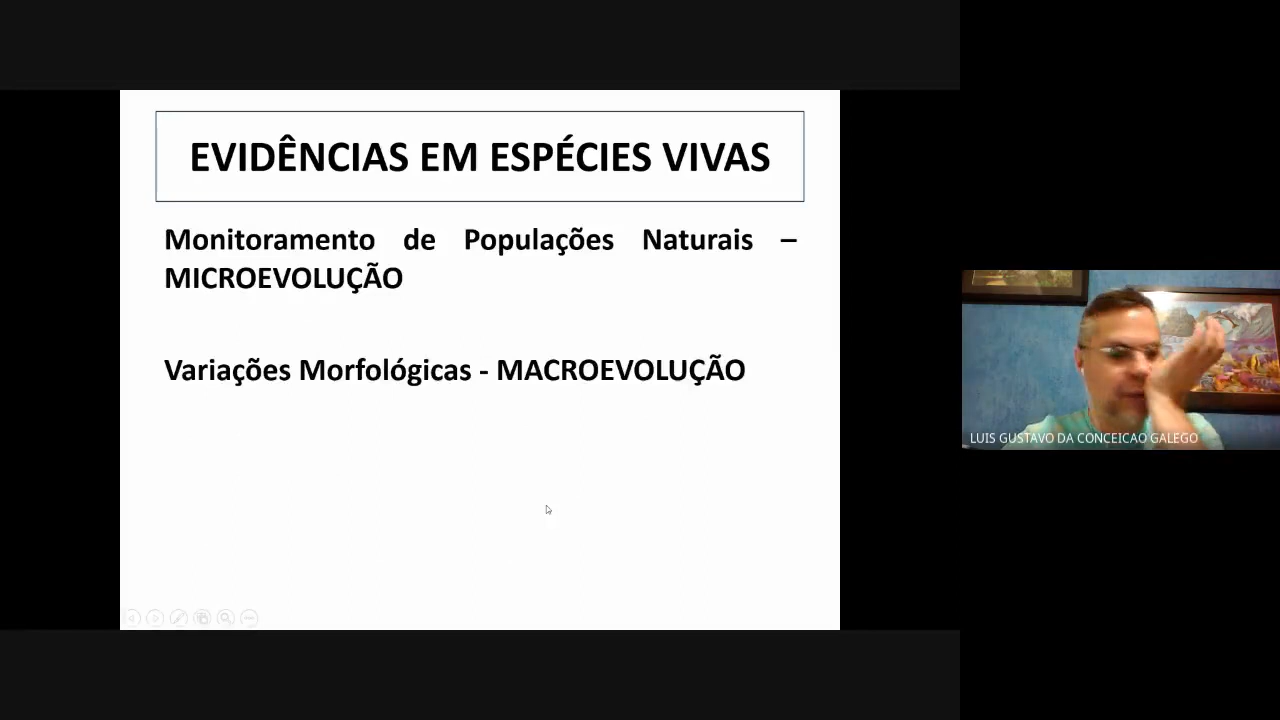 EVIDÊNCIAS EM ESPÉCIES VIVAS
Monitoramento de Populações Naturais –
MICROEVOLUÇÃO
Variações Morfológicas - MACROEVOLUÇÃO
LUIS GUSTAVO DA CONCEICAO GALEGO